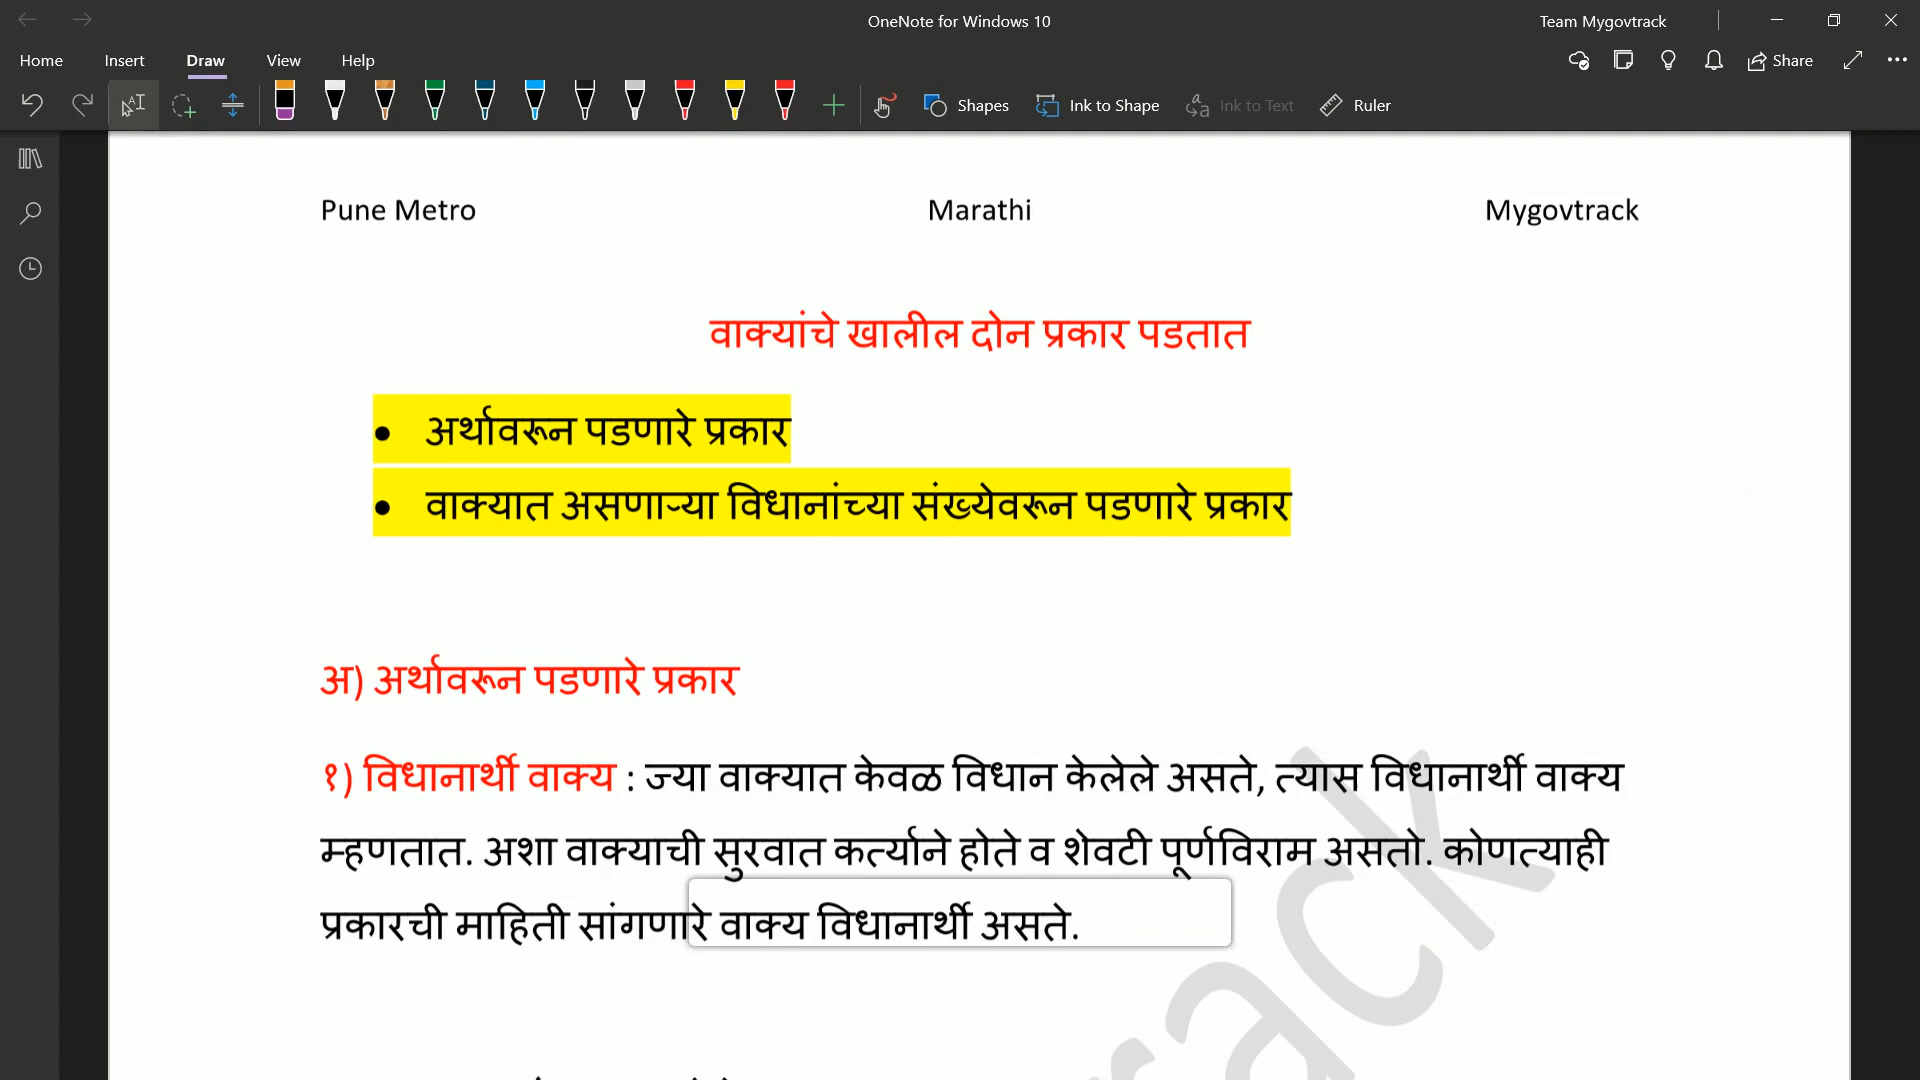 OneNote for Windows 10
Team Mygovtrack
Home Insert Draw View Help
Share
Shapes Ink to Shape Ink to Text Ruler
Pune Metro Marathi Mygovtrack
वाक्यांचे खालील दोन प्रकार पडतात
• अर्थावरून पडणारे प्रकार
• वाक्यात असणाऱ्या विधानांच्या संख्येवरून पडणारे प्रकार
अ) अर्थावरून पडणारे प्रकार
१) विधानार्थी वाक्य : ज्या वाक्यात केवळ विधान केलेले असते, त्यास विधानार्थी वाक्य
म्हणतात. अशा वाक्याची सुरवात कर्त्याने होते व शेवटी पूर्णविराम असतो. कोणत्याही
प्रकारची माहिती सांगणारे वाक्य विधानार्थी असते.
rack